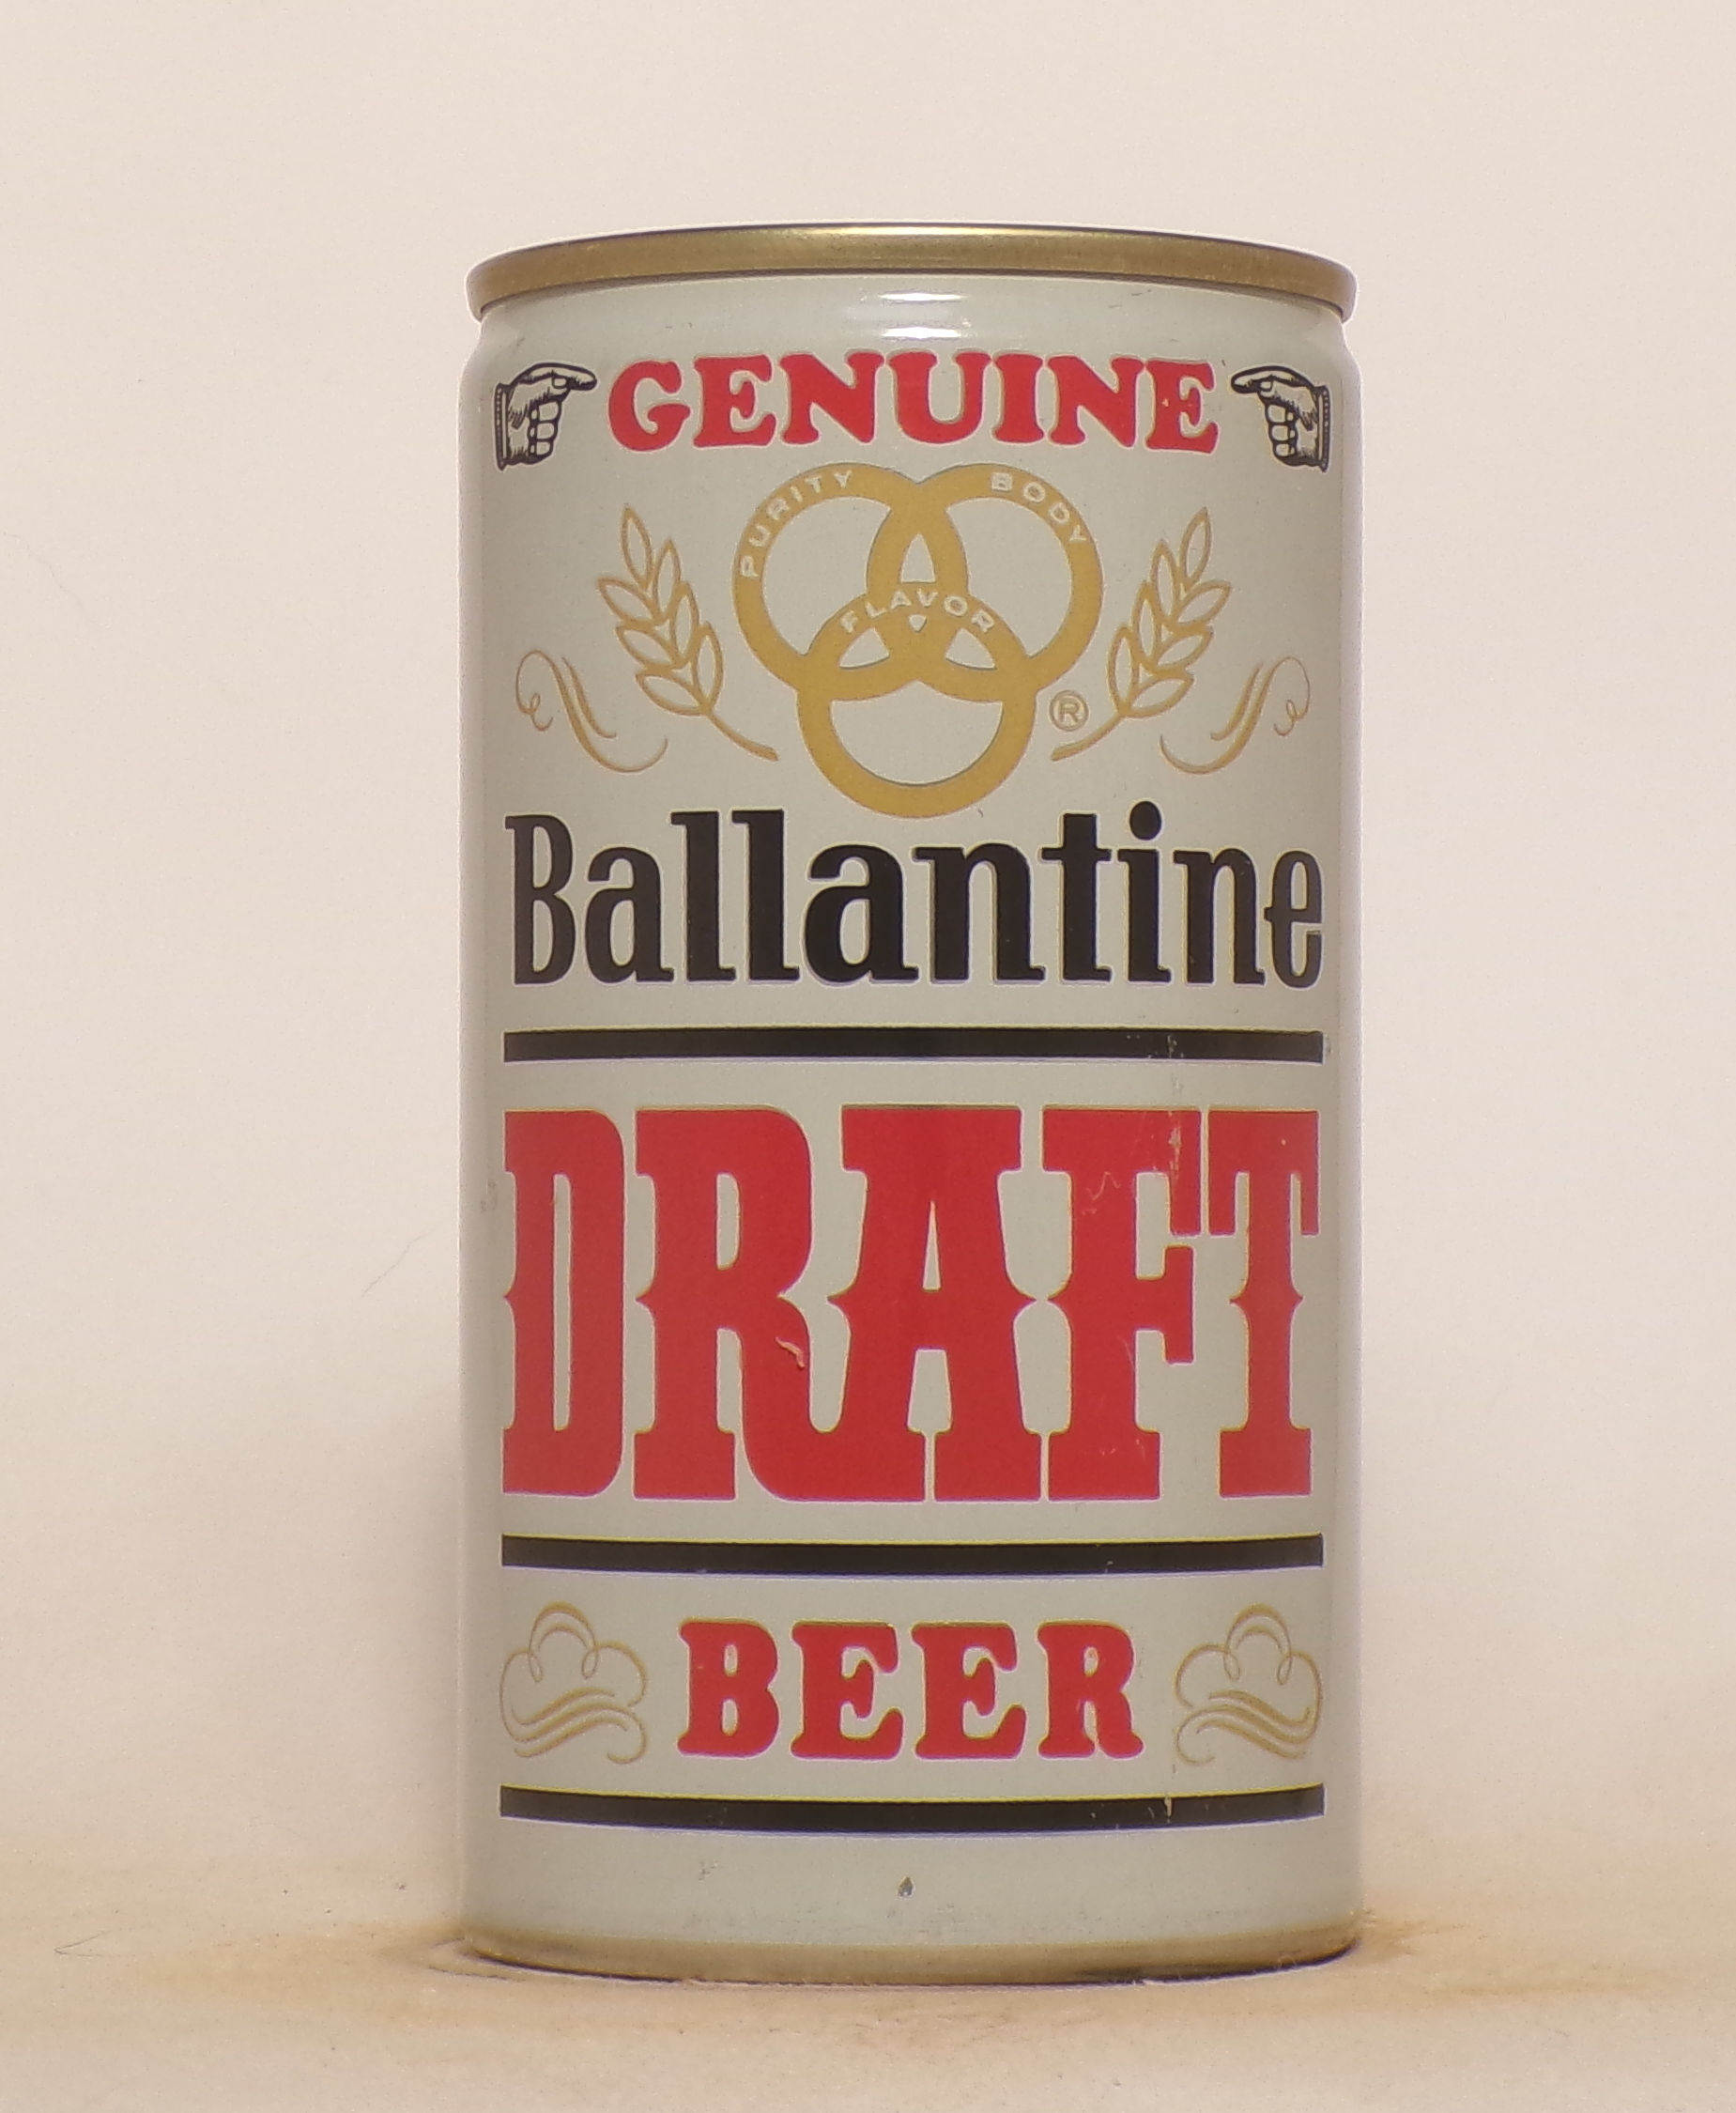 GENUINE
PURITY
BODY
FLAVOR
®
Ballantine
DRAFT
BEER